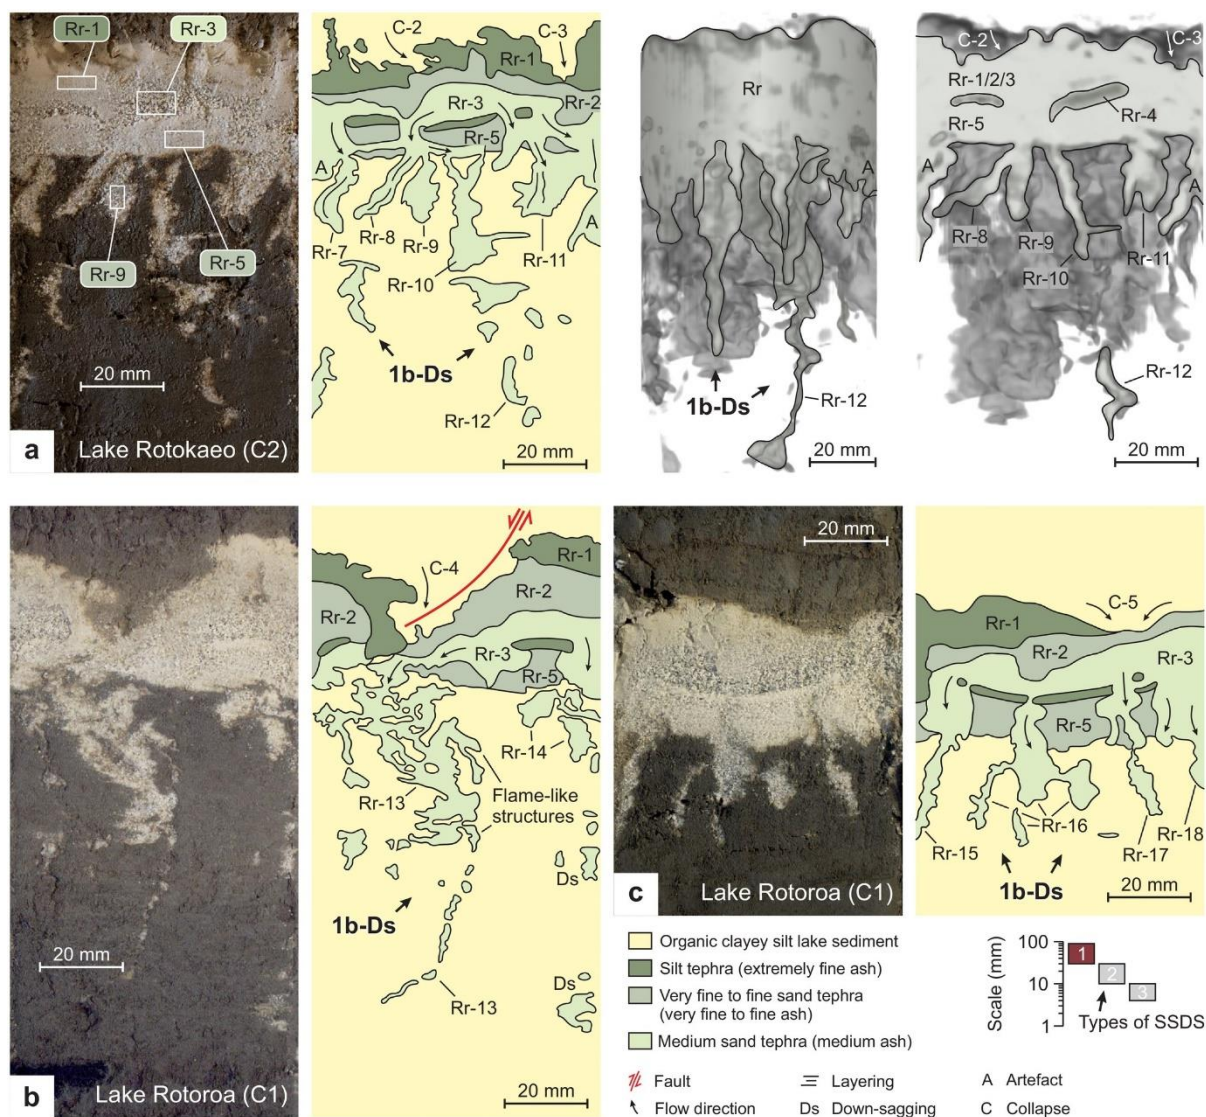 Rr-1
Rr-3
Rr-9
Rr-5
20 mm
a
Lake Rotokaeo (C2)
C-2
C-3
Rr-1
Rr-3
Rr-2
Rr-5
A
A
Rr-7
Rr-8
Rr-9
Rr-10
Rr-11
1b-Ds
Rr-12
20 mm
Rr
A
1b-Ds
Rr-12
20 mm
C-2
C-3
Rr-1/2/3
Rr-4
Rr-5
A
A
Rr-8
Rr-9
Rr-10
Rr-11
Rr-12
20 mm
20 mm
b
Lake Rotoroa (C1)
C-4
Rr-1
Rr-2
Rr-2
Rr-3
Rr-5
Rr-14
Rr-13
Flame-like
structures
Ds
1b-Ds
Ds
Rr-13
20 mm
20 mm
c
Lake Rotoroa (C1)
C-5
Rr-1
Rr-2
Rr-3
Rr-5
Rr-16
Rr-15
Rr-17
Rr-18
1b-Ds
20 mm
Organic clayey silt lake sediment
Silt tephra (extremely fine ash)
Very fine to fine sand tephra
(very fine to fine ash)
Medium sand tephra (medium ash)
Scale (mm)
100
10
1
1
2
3
Types of SSDS
Fault
Layering
A Artefact
Flow direction
Ds Down-sagging
C Collapse